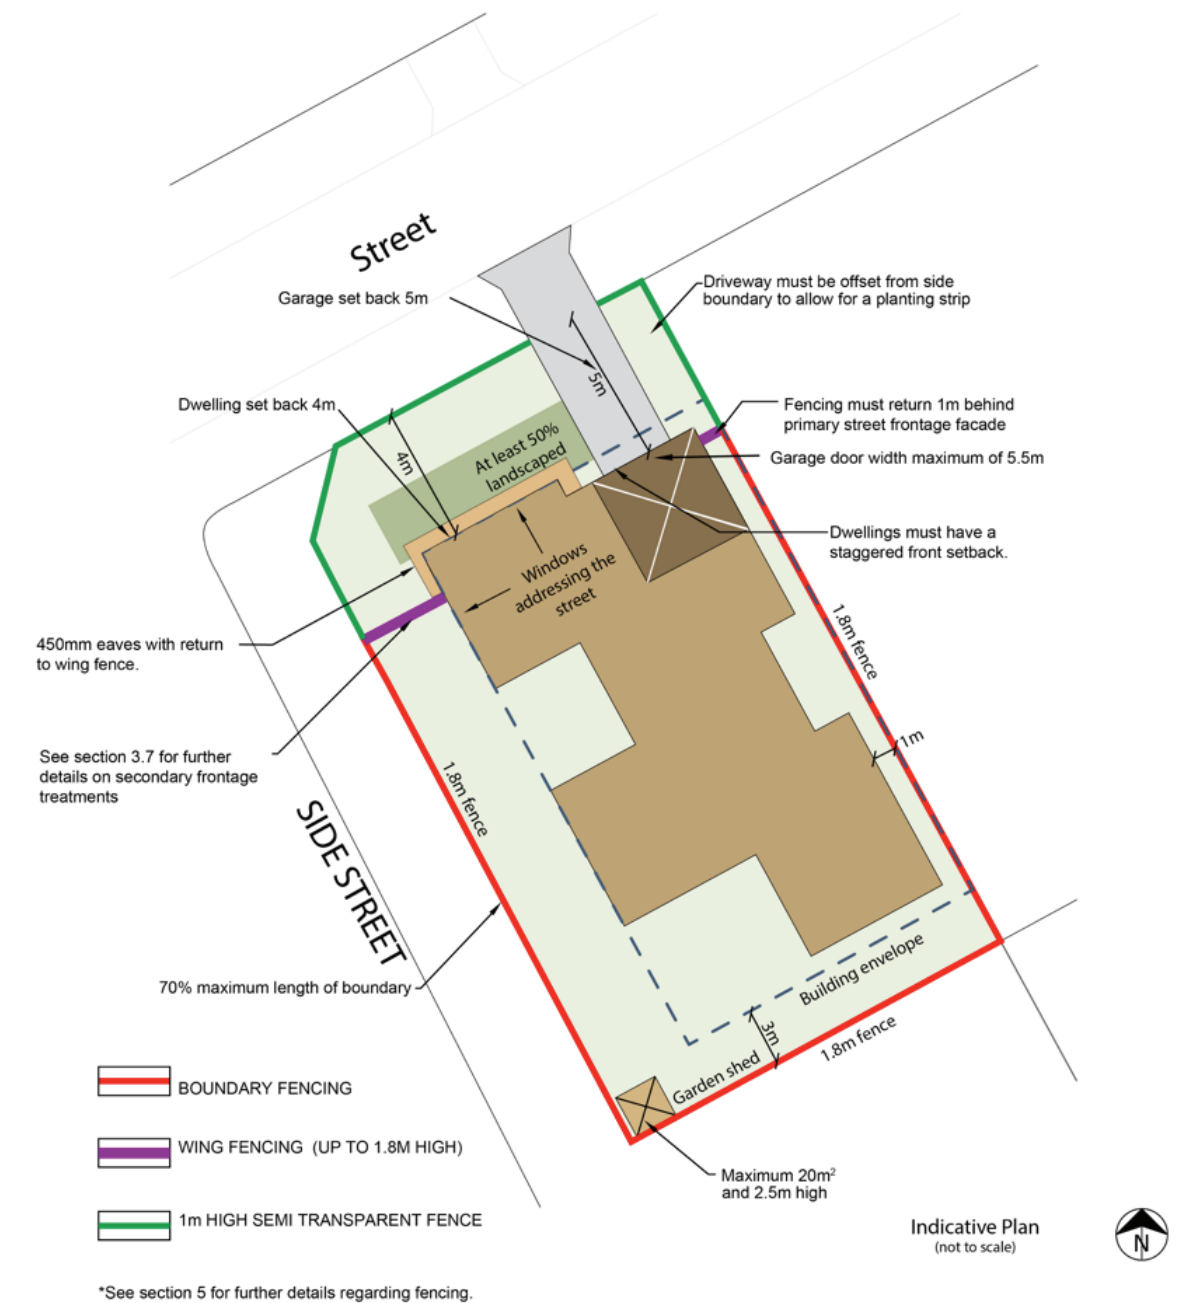 Street
Driveway must be offset from side
boundary to allow for a planting strip
Garage set back 5m
5m
Dwelling set back 4m
4m
Fencing must return 1m behind
primary street frontage facade
At least 50%
landscaped
Garage door width maximum of 5.5m
Dwellings must have a
staggered front setback.
Windows
addressing the
street
450mm eaves with return
to wing fence.
1.8m fence
1m
See section 3.7 for further
details on secondary frontage
treatments
1.8m fence
SIDE STREET
70% maximum length of boundary
Building envelope
3m
1.8m fence
Garden shed
BOUNDARY FENCING
WING FENCING (UP TO 1.8M HIGH)
Maximum 20m²
and 2.5m high
1m HIGH SEMI TRANSPARENT FENCE
Indicative Plan
(not to scale)
N
*See section 5 for further details regarding fencing.